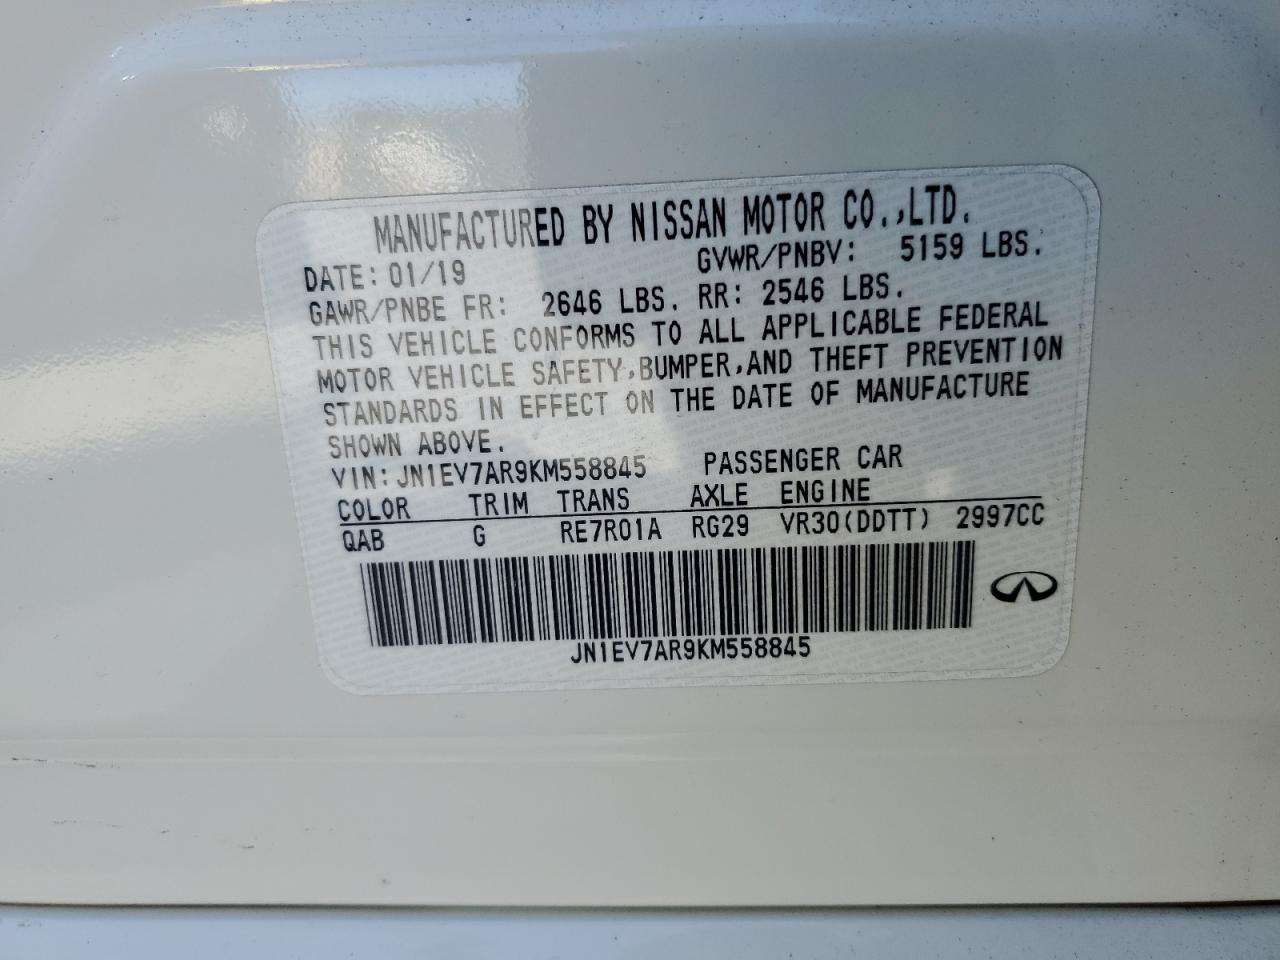 MANUFACTURED BY NISSAN MOTOR CO.,LTD.
DATE: 01/19 GVWR/PNBV: 5159 LBS.
GAWR/PNBE FR: 2646 LBS. RR: 2546 LBS.
THIS VEHICLE CONFORMS TO ALL APPLICABLE FEDERAL
MOTOR VEHICLE SAFETY,BUMPER,AND THEFT PREVENTION
STANDARDS IN EFFECT ON THE DATE OF MANUFACTURE
SHOWN ABOVE.
VIN: JN1EV7AR9KM558845 PASSENGER CAR
COLOR TRIM TRANS AXLE ENGINE
QAB G RE7R01A RG29 VR30(DDTT) 2997CC
JN1EV7AR9KM558845